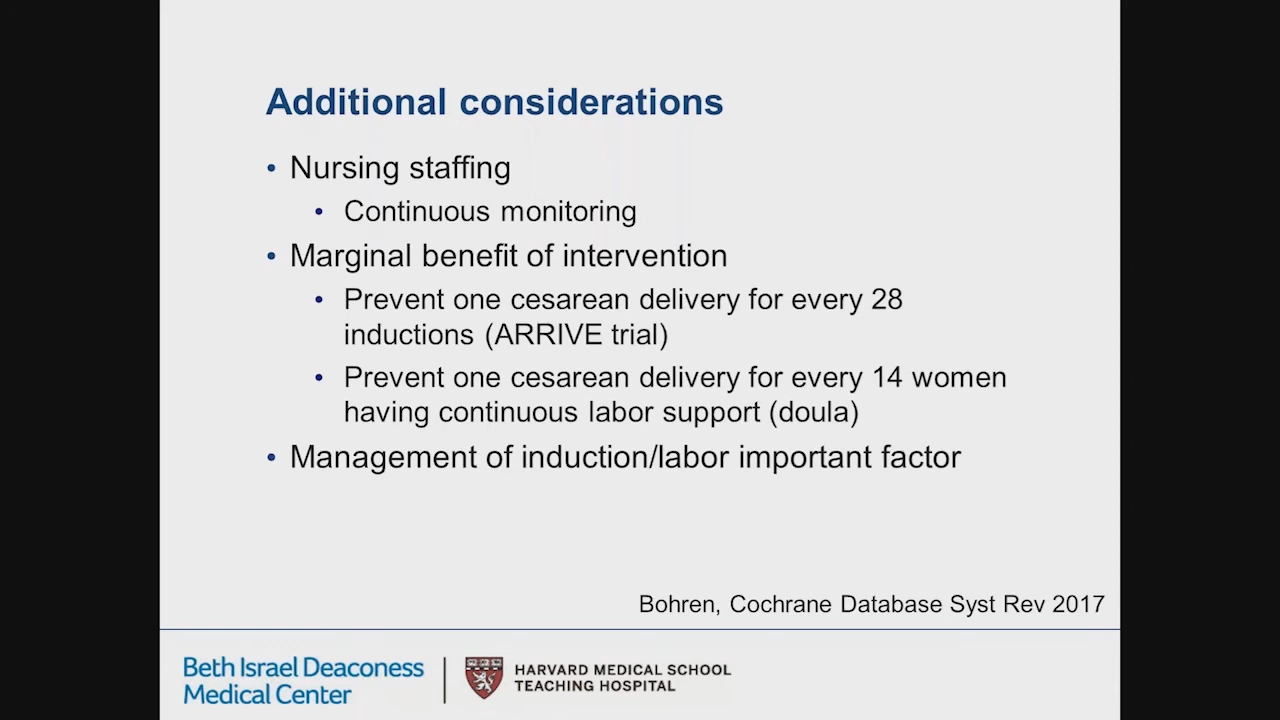 Additional considerations
• Nursing staffing
• Continuous monitoring
• Marginal benefit of intervention
• Prevent one cesarean delivery for every 28
inductions (ARRIVE trial)
• Prevent one cesarean delivery for every 14 women
having continuous labor support (doula)
• Management of induction/labor important factor
Bohren, Cochrane Database Syst Rev 2017
Beth Israel Deaconess
Medical Center
HARVARD MEDICAL SCHOOL
TEACHING HOSPITAL